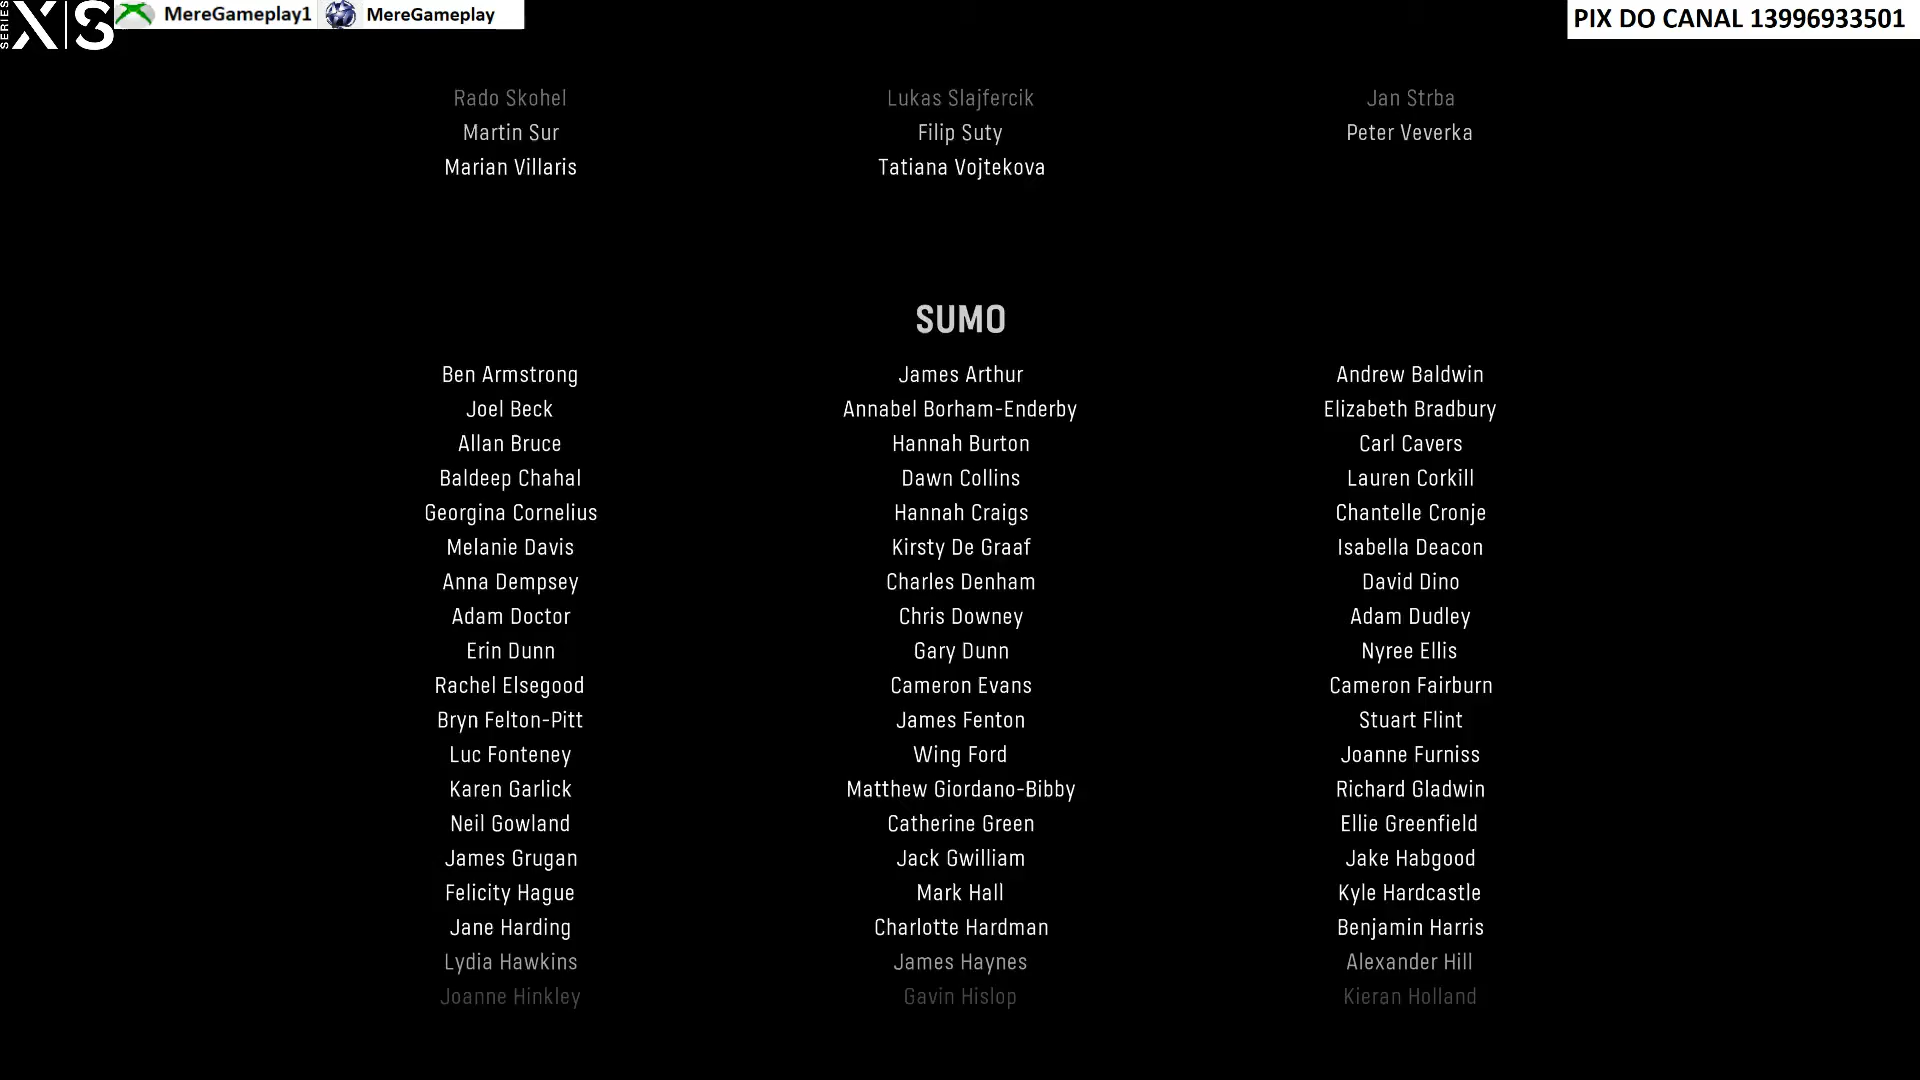 SERIES X|S MereGameplay1 MereGameplay PIX DO CANAL 13996933501
Rado Skohel Lukas Slajfercik Jan Strba
Martin Sur Filip Suty Peter Veverka
Marian Villaris Tatiana Vojtekova
SUMO
Ben Armstrong James Arthur Andrew Baldwin
Joel Beck Annabel Borham-Enderby Elizabeth Bradbury
Allan Bruce Hannah Burton Carl Cavers
Baldeep Chahal Dawn Collins Lauren Corkill
Georgina Cornelius Hannah Craigs Chantelle Cronje
Melanie Davis Kirsty De Graaf Isabella Deacon
Anna Dempsey Charles Denham David Dino
Adam Doctor Chris Downey Adam Dudley
Erin Dunn Gary Dunn Nyree Ellis
Rachel Elsegood Cameron Evans Cameron Fairburn
Bryn Felton-Pitt James Fenton Stuart Flint
Luc Fonteney Wing Ford Joanne Furniss
Karen Garlick Matthew Giordano-Bibby Richard Gladwin
Neil Gowland Catherine Green Ellie Greenfield
James Grugan Jack Gwilliam Jake Habgood
Felicity Hague Mark Hall Kyle Hardcastle
Jane Harding Charlotte Hardman Benjamin Harris
Lydia Hawkins James Haynes Alexander Hill
Joanne Hinkley Gavin Hislop Kieran Holland